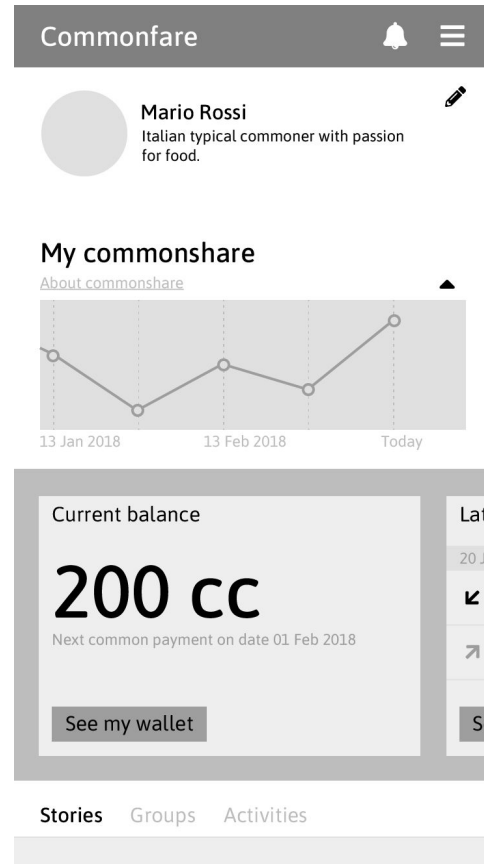 Commonfare
Mario Rossi
Italian typical commoner with passion
for food.
My commonshare
About commonshare
13 Jan 2018 13 Feb 2018 Today
Current balance
200 cc
Next common payment on date 01 Feb 2018
See my wallet
Lat
20 J
S
Stories Groups Activities